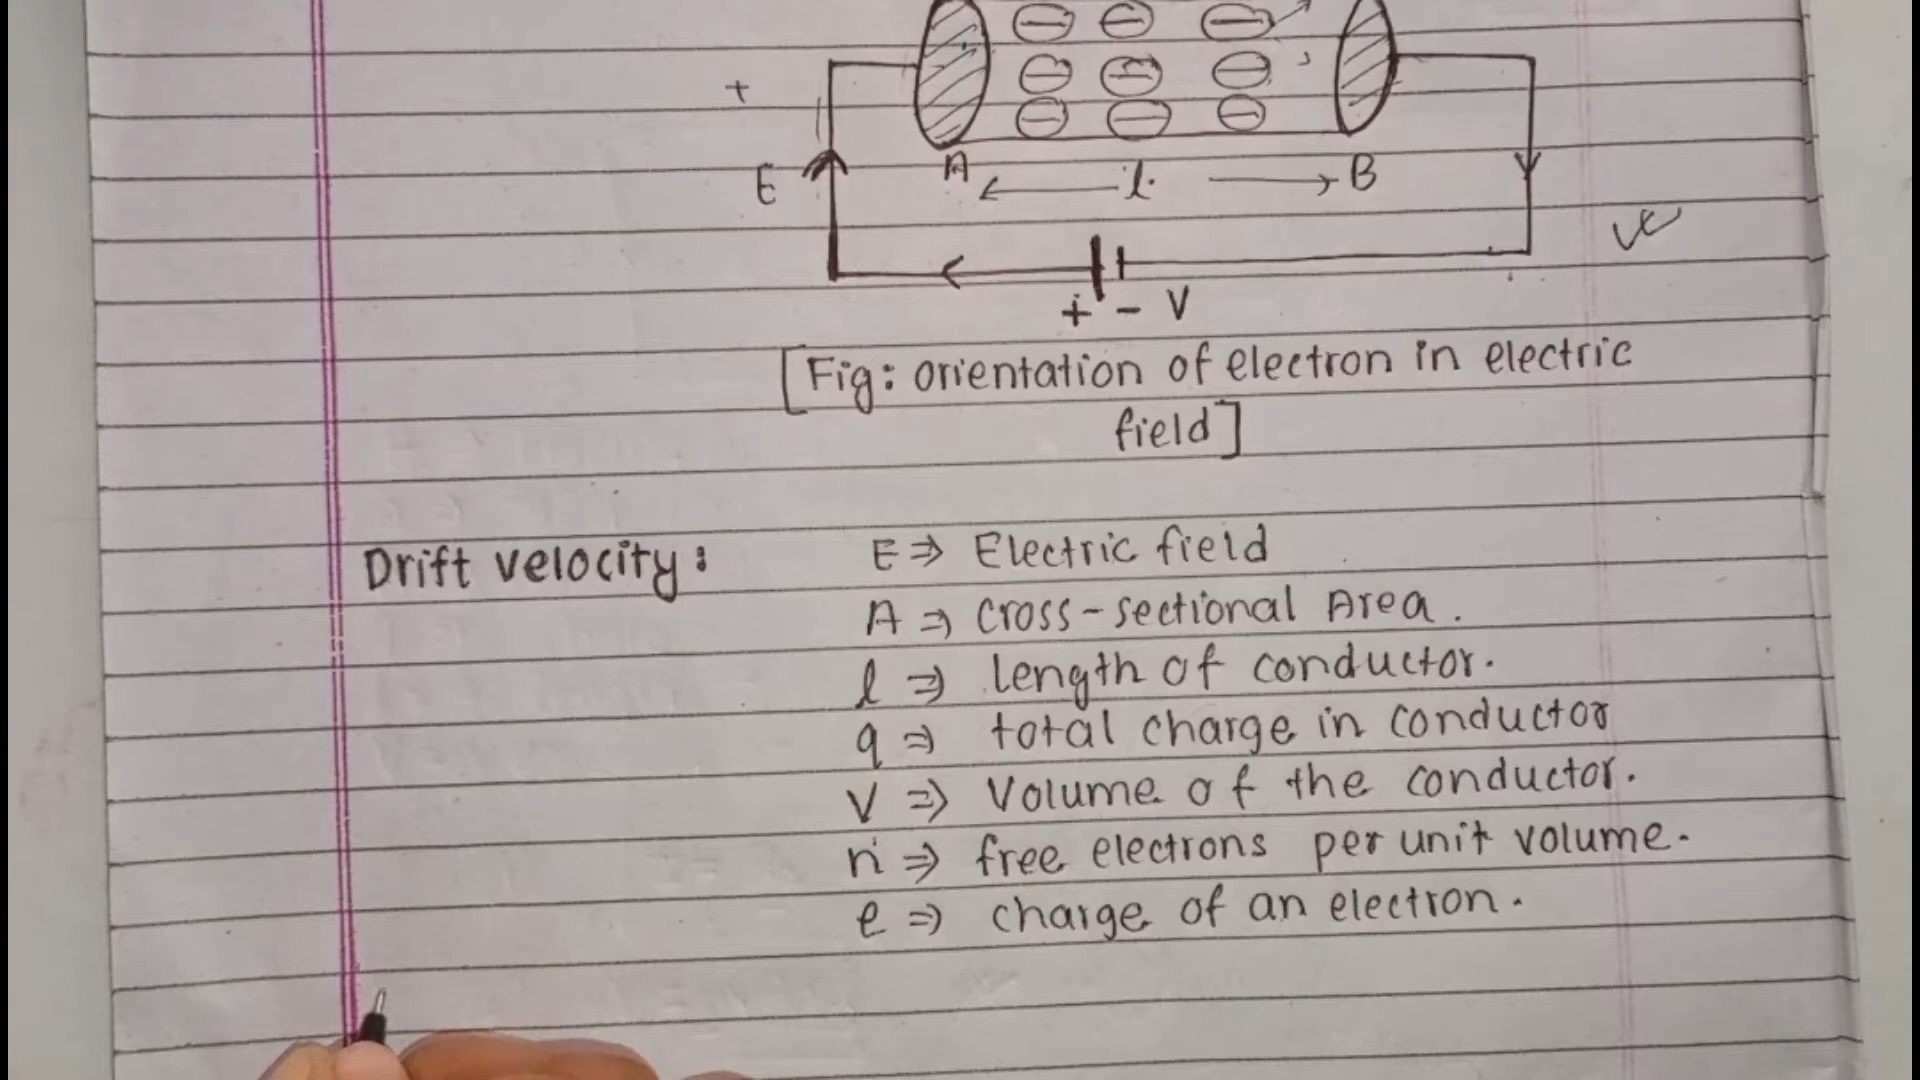 +
E
A
l
B
+ - V
[Fig: orientation of electron in electric
field]
Drift velocity:
E ⇒ Electric field
A ⇒ cross-sectional Area.
l ⇒ length of conductor.
q ⇒ total charge in conductor
V ⇒ Volume of the conductor.
n ⇒ free electrons per unit volume.
e ⇒ charge of an electron.